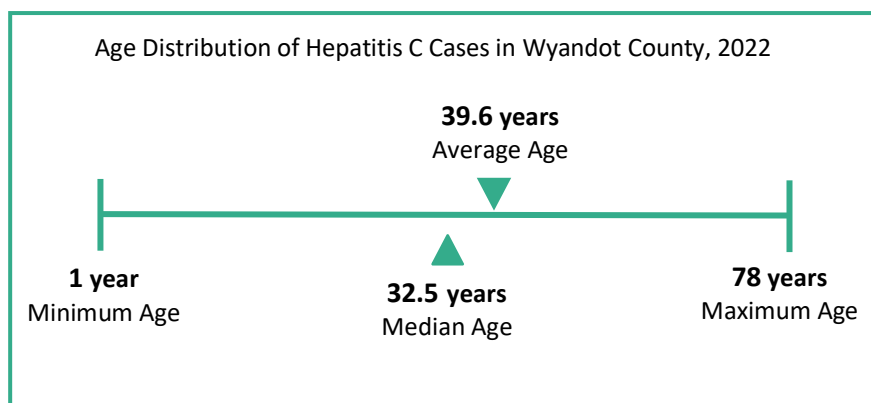 Age Distribution of Hepatitis C Cases in Wyandot County, 2022
39.6 years
Average Age
1 year
Minimum Age
32.5 years
Median Age
78 years
Maximum Age